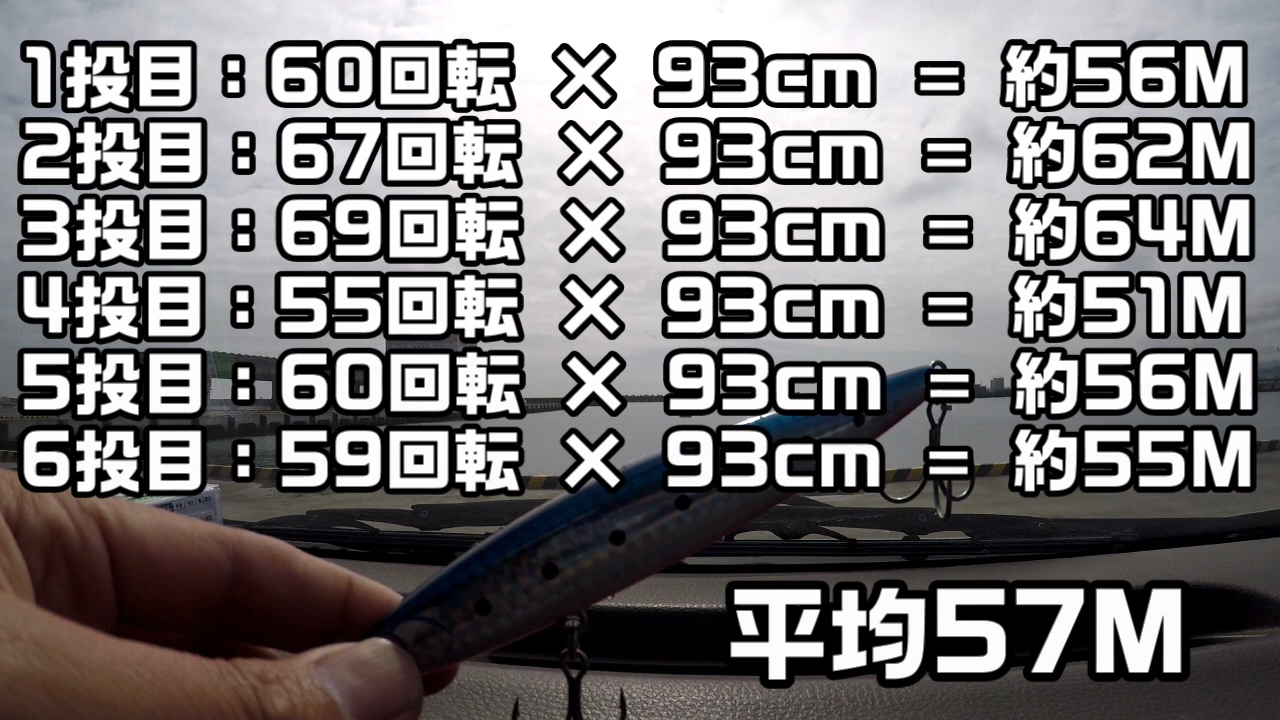 1投目：60回転 × 93cm = 約56M
2投目：67回転 × 93cm = 約62M
3投目：69回転 × 93cm = 約64M
4投目：55回転 × 93cm = 約51M
5投目：60回転 × 93cm = 約56M
6投目：59回転 × 93cm = 約55M
平均57M